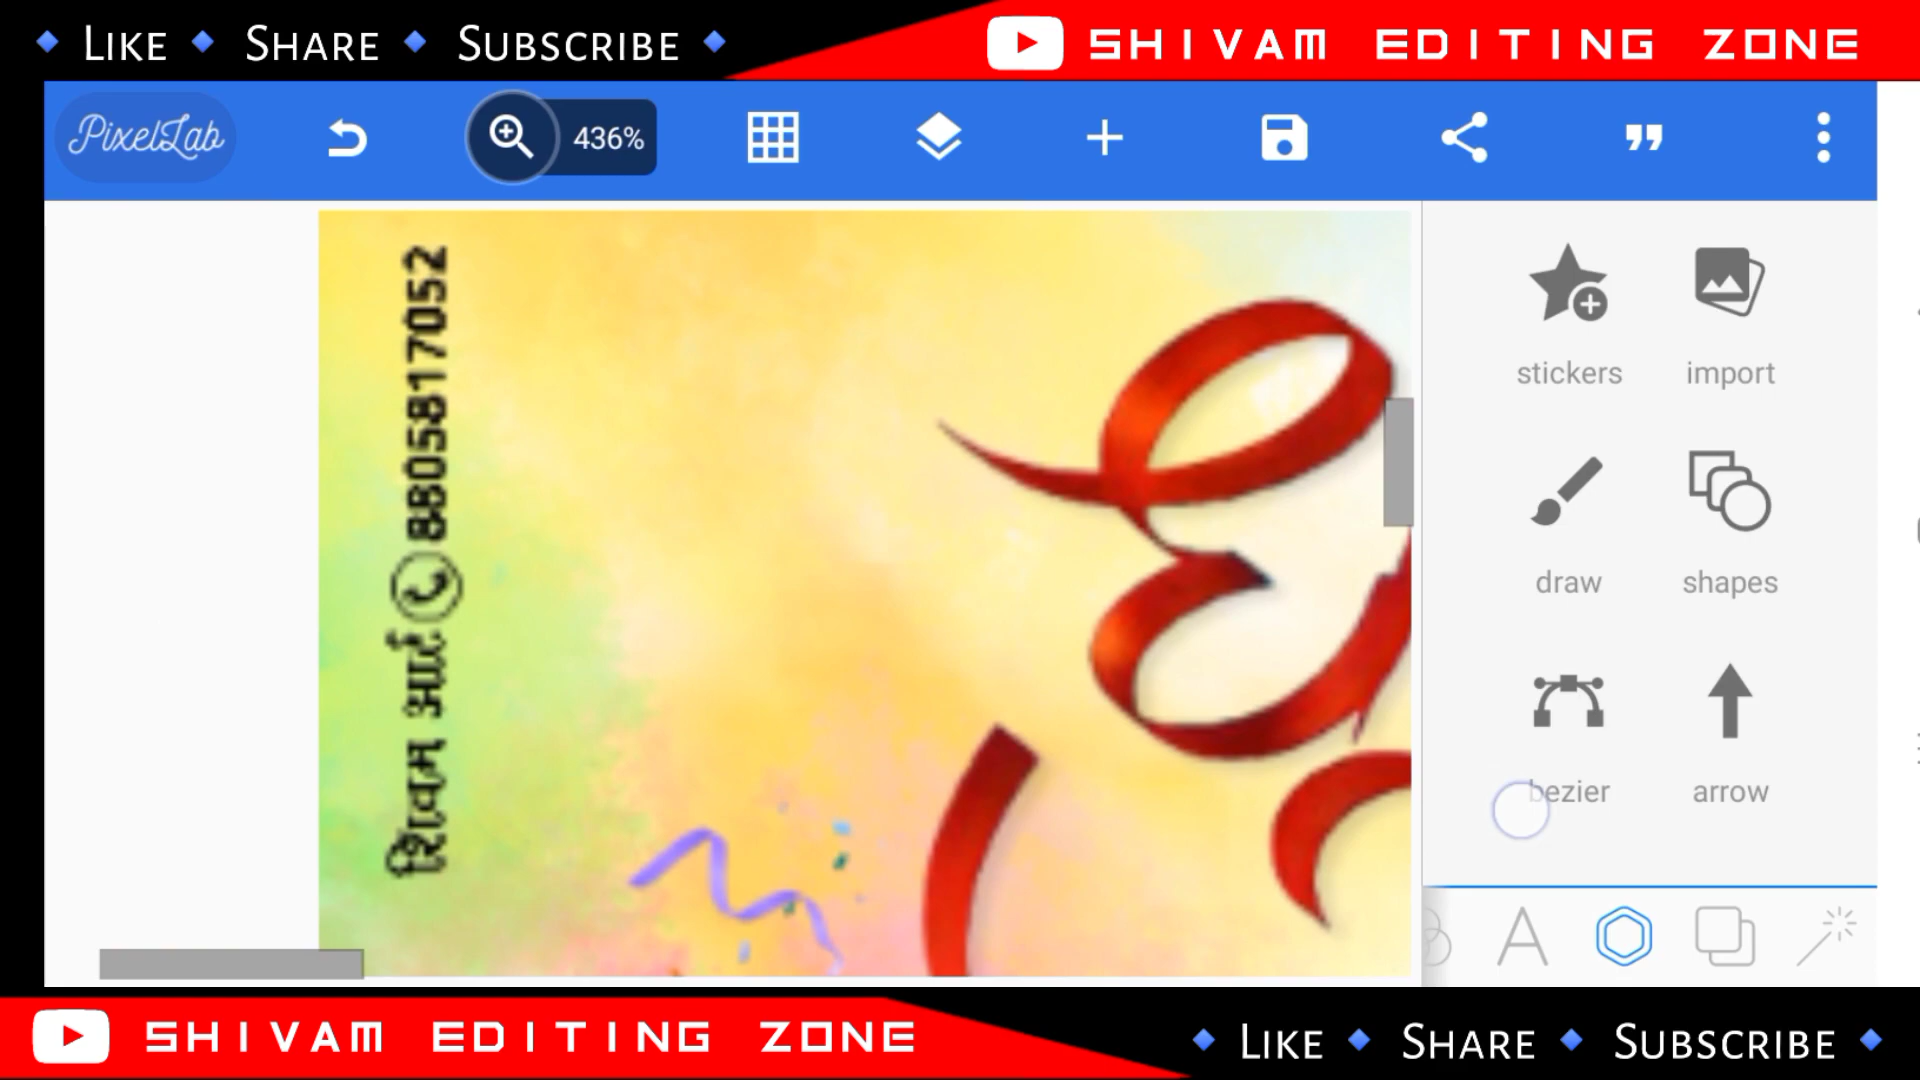 LIKE SHARE SUBSCRIBE
SHIVAM EDITING ZONE
PixelLab
436%
शिवम आर्ट 8805817052
stickers
import
draw
shapes
bezier
arrow
SHIVAM EDITING ZONE
LIKE SHARE SUBSCRIBE